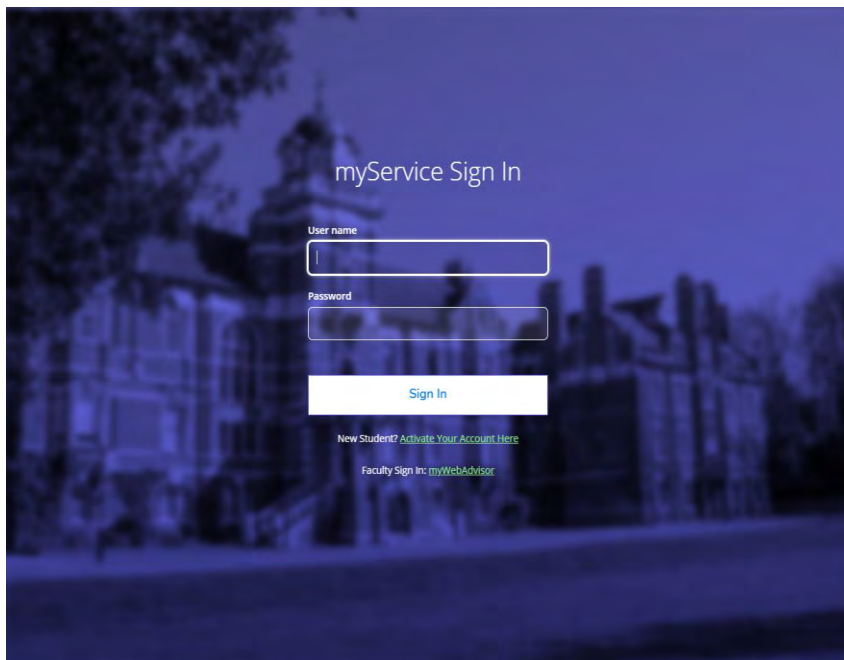 myService Sign In
User name
Password
Sign In
New Student? Activate Your Account Here
Faculty Sign In: myWebAdvisor